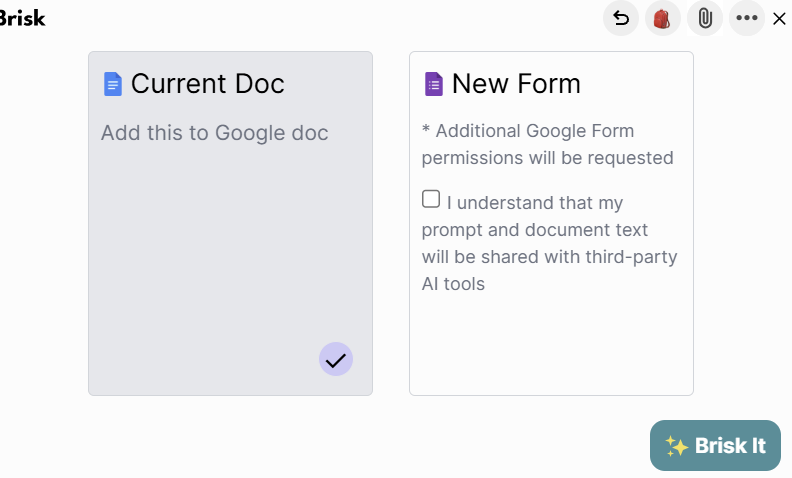 Brisk
Current Doc
Add this to Google doc
New Form
* Additional Google Form
permissions will be requested
I understand that my
prompt and document text
will be shared with third-party
AI tools
Brisk It